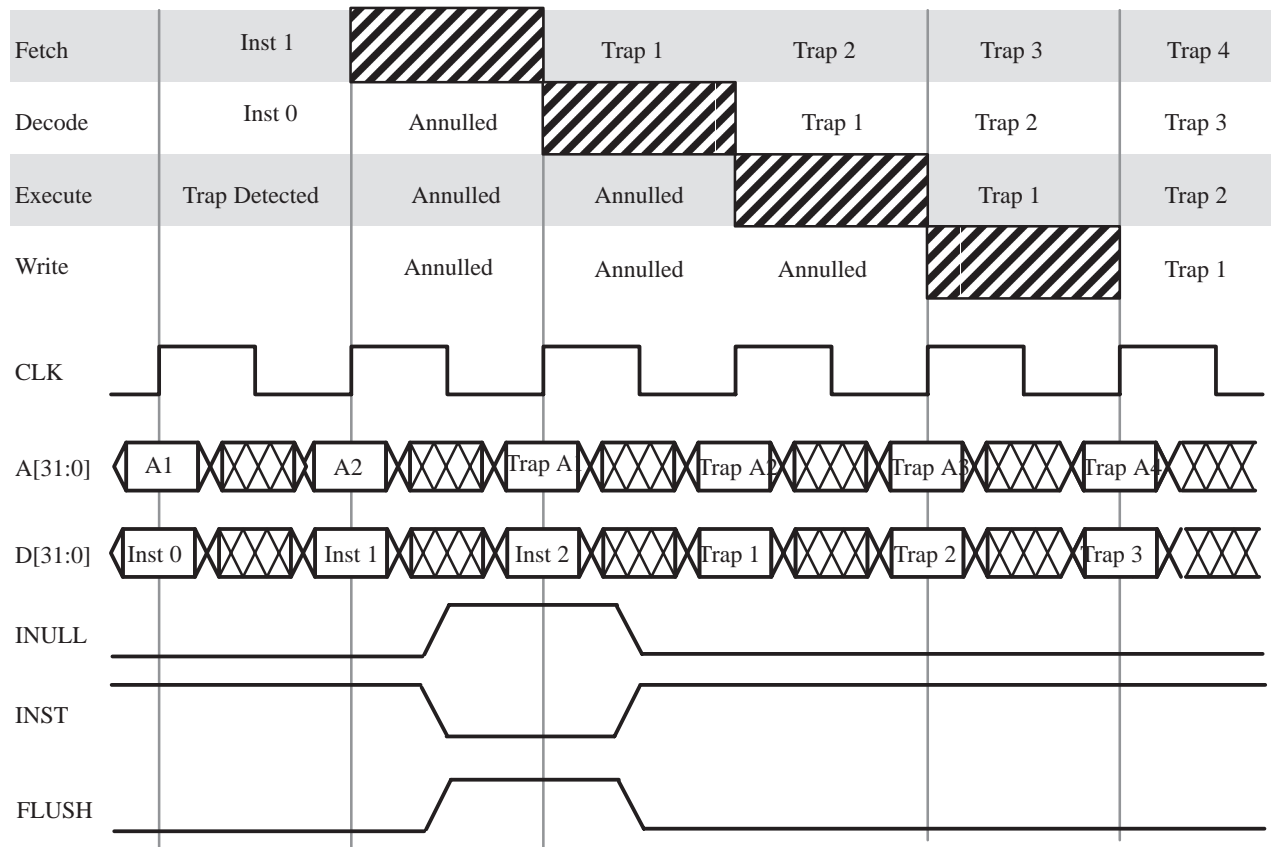 Fetch Inst 1 Trap 1 Trap 2 Trap 3 Trap 4
Decode Inst 0 Annulled Trap 1 Trap 2 Trap 3
Execute Trap Detected Annulled Annulled Trap 1 Trap 2
Write Annulled Annulled Annulled Trap 1
CLK
A[31:0] A1 A2 Trap A1 Trap A2 Trap A3 Trap A4
D[31:0] Inst 0 Inst 1 Inst 2 Trap 1 Trap 2 Trap 3
INULL
INST
FLUSH